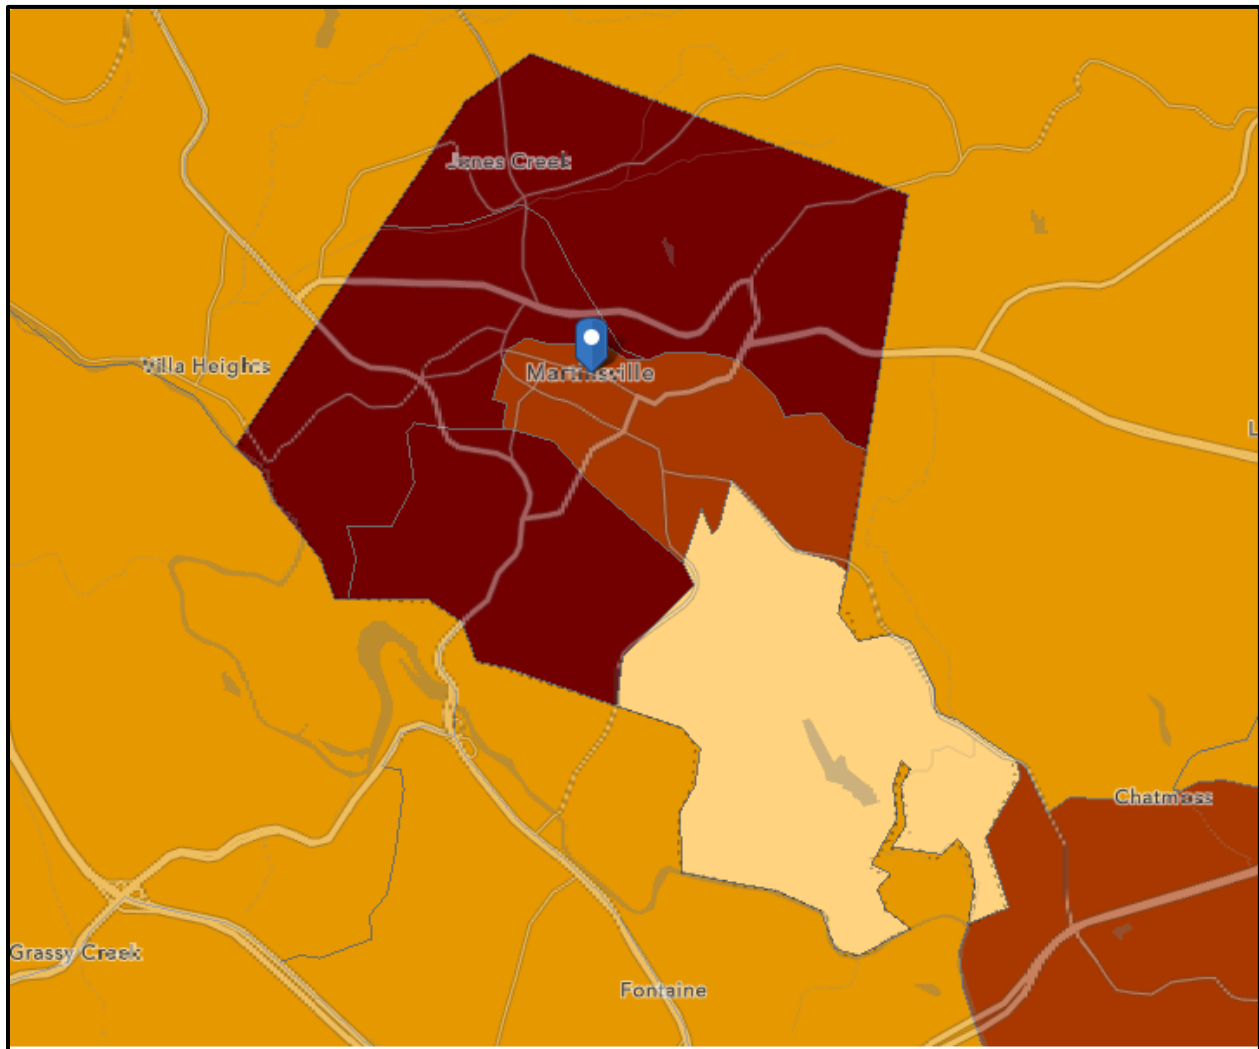 Jones Creek
Villa Heights
Martinsville
L
Chatmoss
Grassy Creek
Fontaine